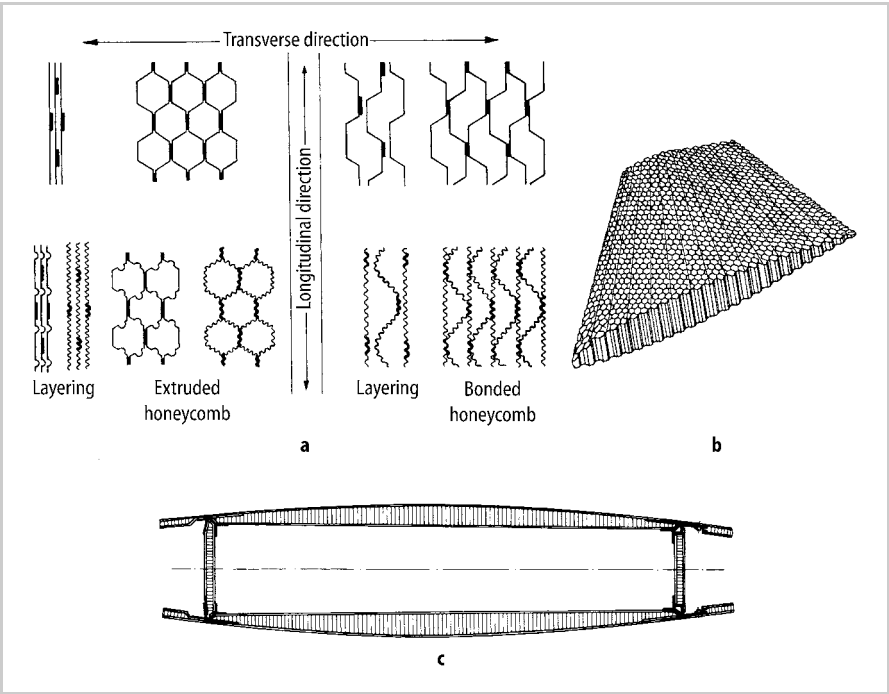 Transverse direction
Longitudinal direction
Layering
Extruded
honeycomb
Layering
Bonded
honeycomb
a
b
c